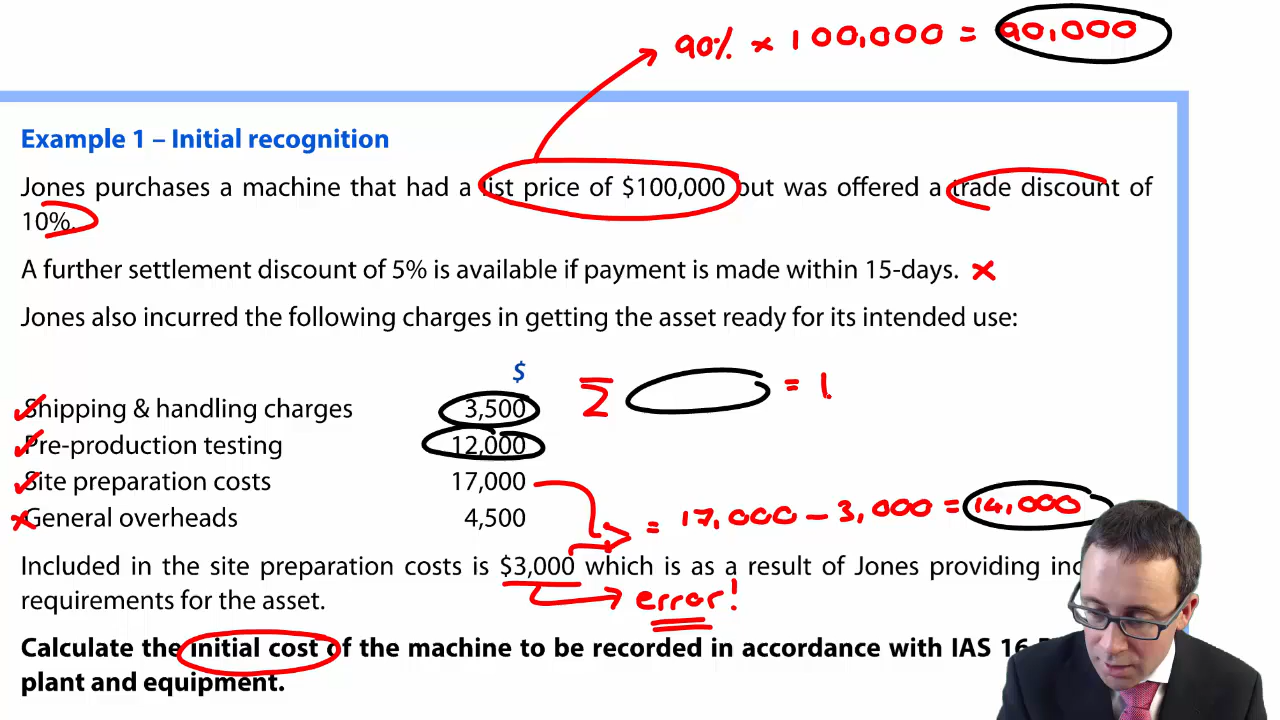 90% × 100,000 = 90,000
Example 1 – Initial recognition
Jones purchases a machine that had a list price of $100,000 but was offered a trade discount of
10%.
A further settlement discount of 5% is available if payment is made within 15-days. ×
Jones also incurred the following charges in getting the asset ready for its intended use:
$
Shipping & handling charges 3,500 Σ = 1
Pre-production testing 12,000
Site preparation costs 17,000
= 17,000 – 3,000 = 14,000
General overheads 4,500
Included in the site preparation costs is $3,000 which is as a result of Jones providing
requirements for the asset. error!
Calculate the initial cost of the machine to be recorded in accordance with IAS 16
plant and equipment.